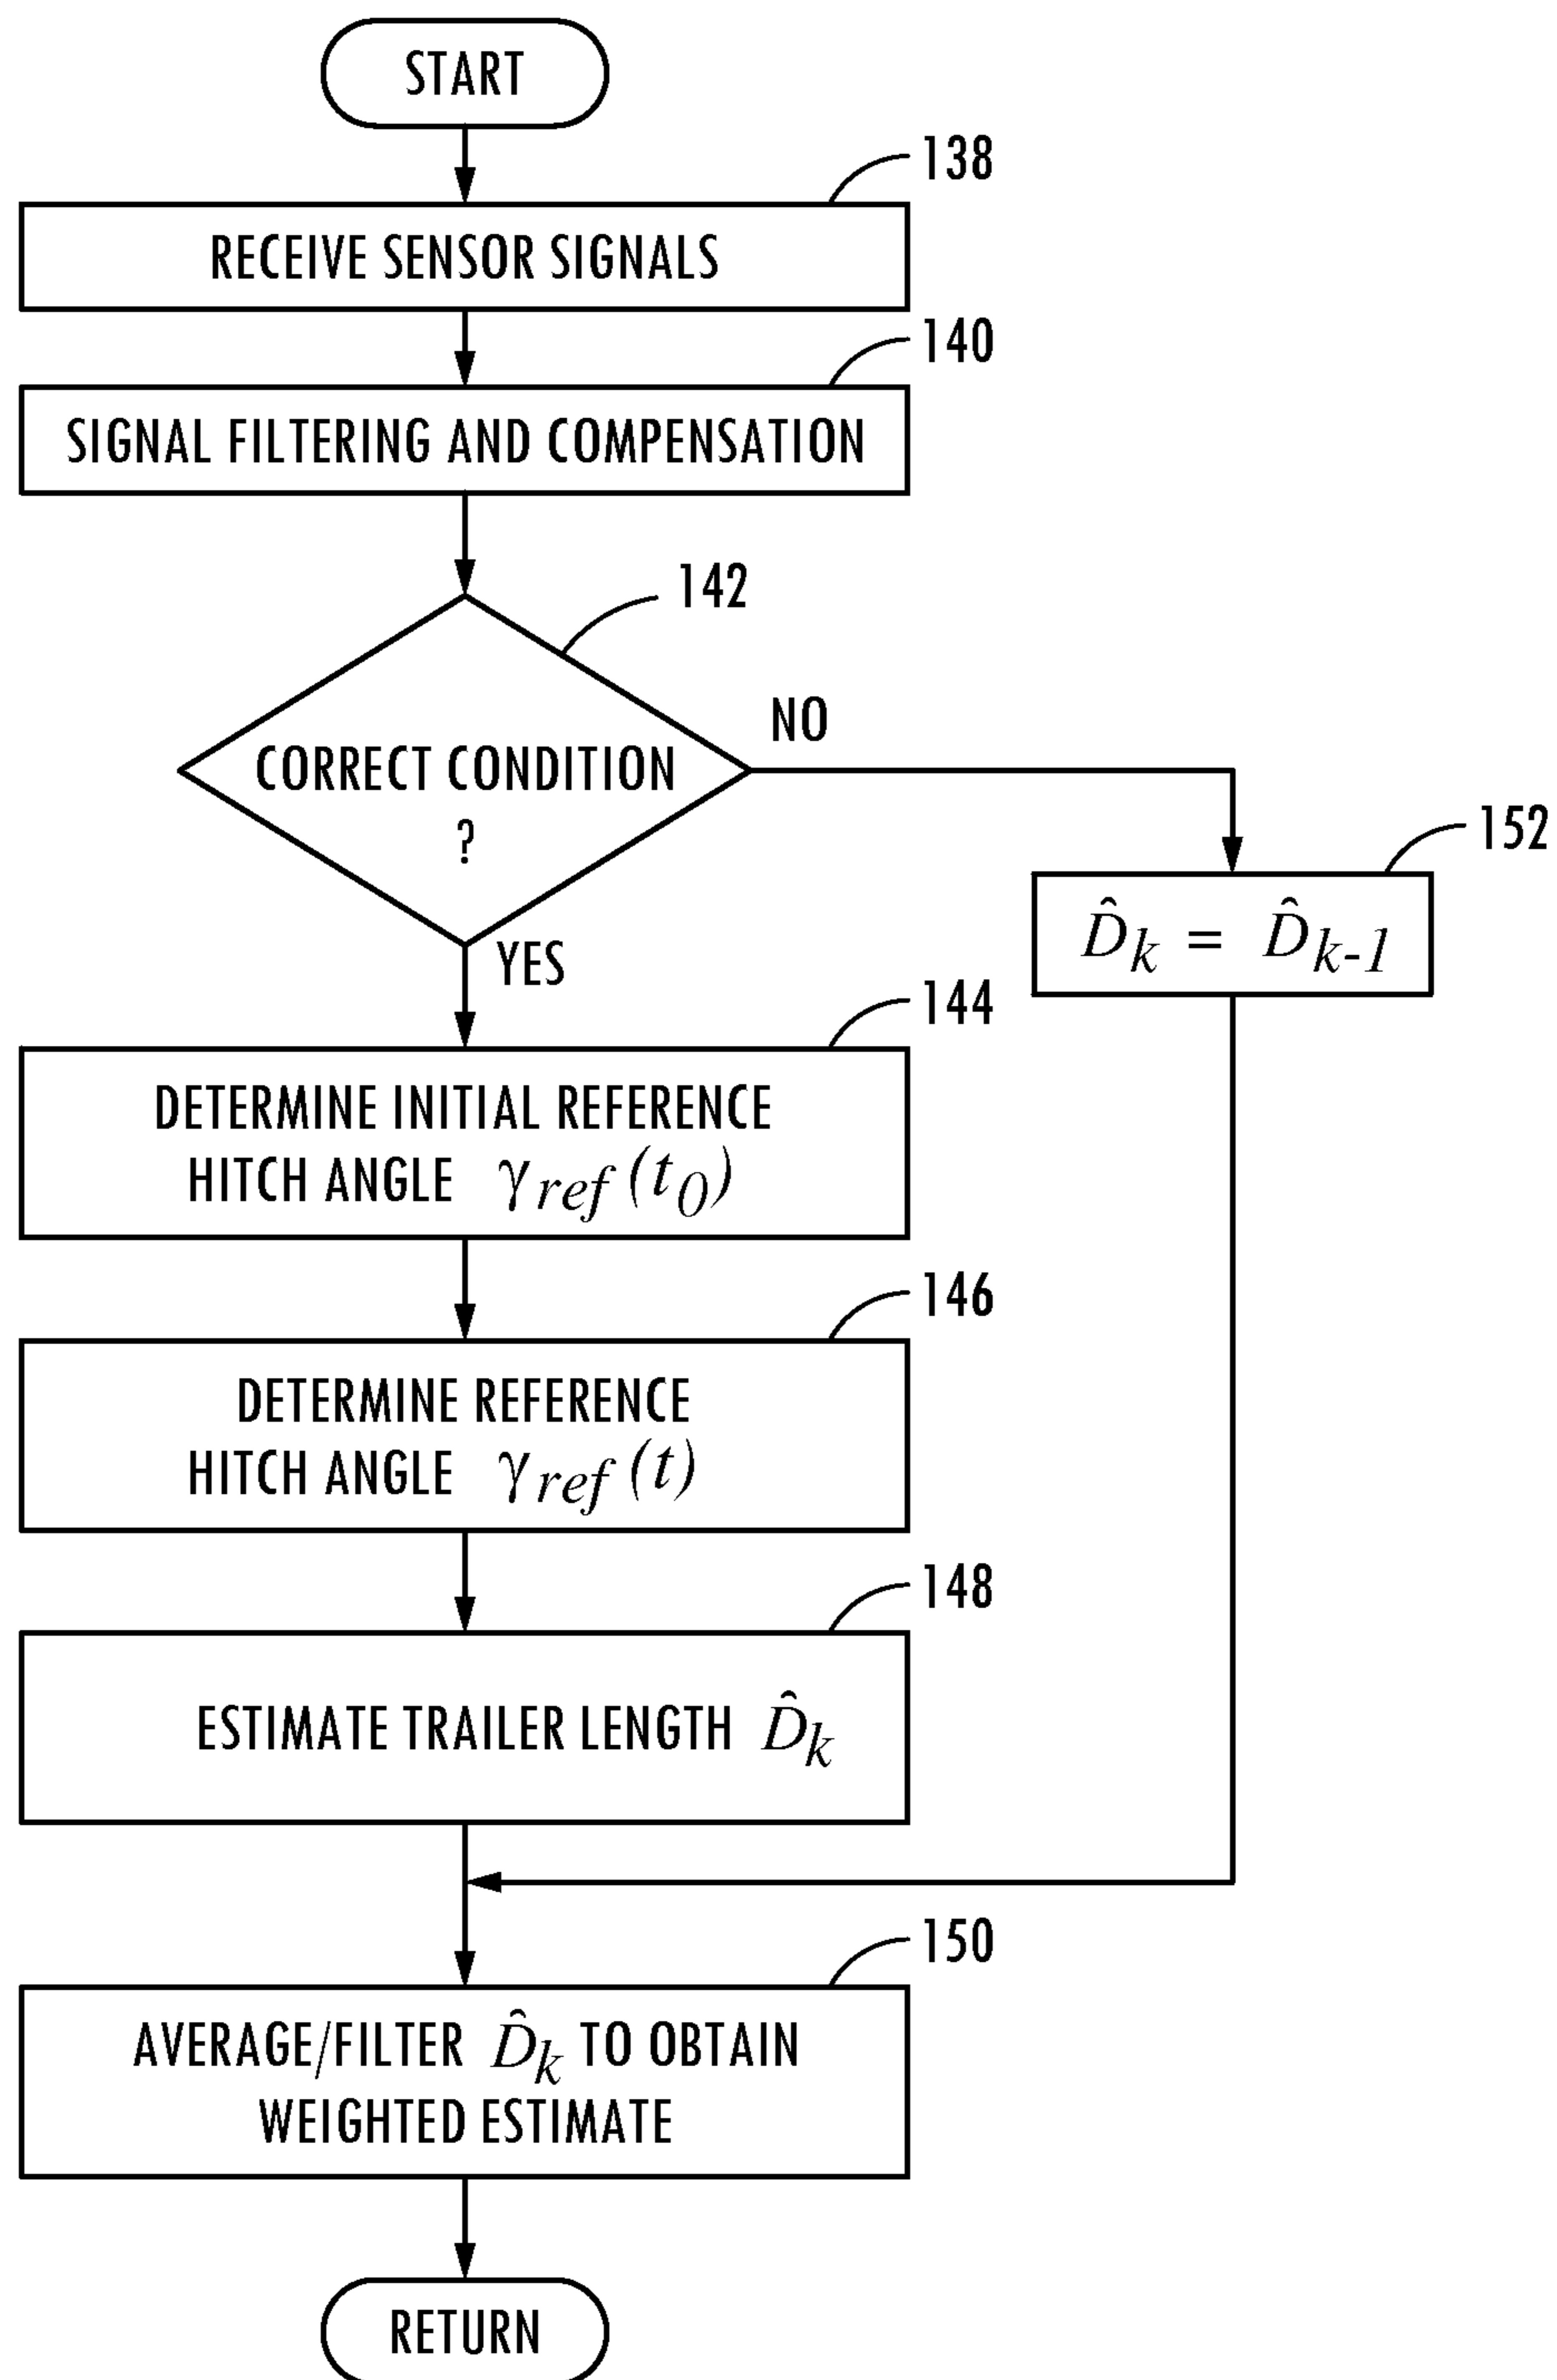 START
138
RECEIVE SENSOR SIGNALS
140
SIGNAL FILTERING AND COMPENSATION
142
CORRECT CONDITION
?
NO
YES
152
D̂k = D̂k-1
144
DETERMINE INITIAL REFERENCE
HITCH ANGLE γref (t0)
146
DETERMINE REFERENCE
HITCH ANGLE γref (t)
148
ESTIMATE TRAILER LENGTH D̂k
150
AVERAGE/FILTER D̂k TO OBTAIN
WEIGHTED ESTIMATE
RETURN